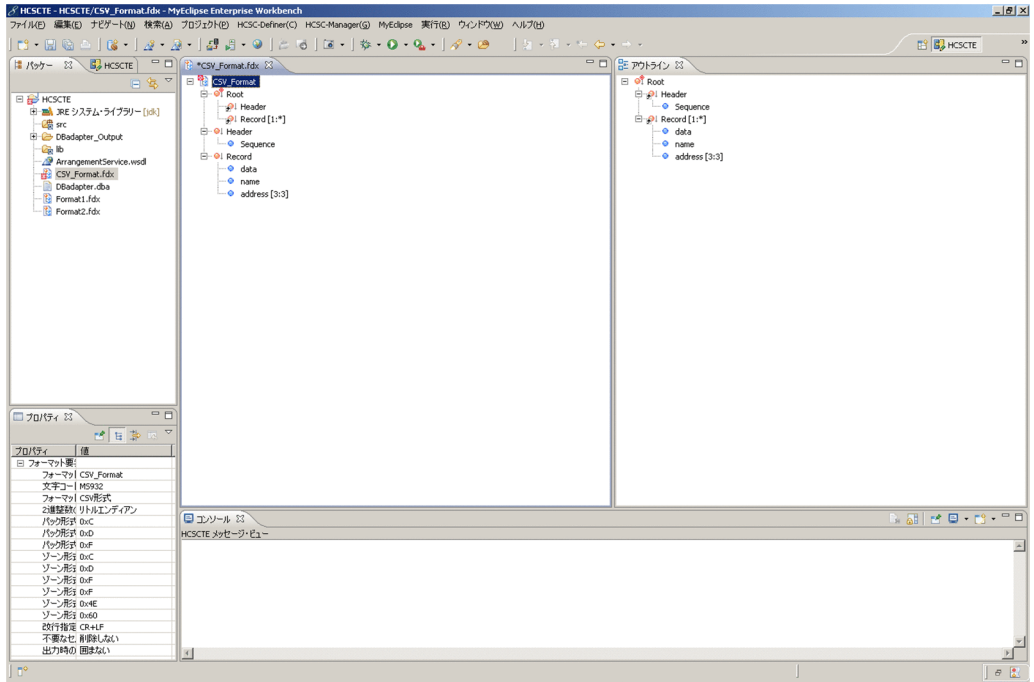 HCSCTE - HCSCTE/CSV_Format.fdx - MyEclipse Enterprise Workbench
ファイル(F) 編集(E) ナビゲート(N) 検索(A) プロジェクト(P) HCSC-Definer(C) HCSC-Manager(G) MyEclipse 実行(R) ウィンドウ(W) ヘルプ(H)
HCSCTE
パッケー
HCSCTE
HCSCTE
JRE システム・ライブラリー [jdk]
src
DBadapter_Output
lib
ArrangementService.wsdl
CSV_Format.fdx
DBadapter.dba
Format1.fdx
Format2.fdx
*CSV_Format.fdx
CSV_Format
Root
Header
Record [1:*]
Header
Sequence
Record
data
name
address [3:3]
アウトライン
Root
Header
Sequence
Record [1:*]
data
name
address [3:3]
プロパティ
プロパティ 値
フォーマット要
フォーマッ CSV_Format
文字コー MS932
フォーマッ CSV形式
2進整数 リトルエンディアン
パック形式 0xC
パック形式 0xD
パック形式 0xF
ゾーン形式 0xC
ゾーン形式 0xD
ゾーン形式 0xF
ゾーン形式 0xF
ゾーン形式 0x4E
ゾーン形式 0x60
改行指定 CR+LF
不要なセ 削除しない
出力時の 囲まない
コンソール
HCSCTE メッセージ・ビュー